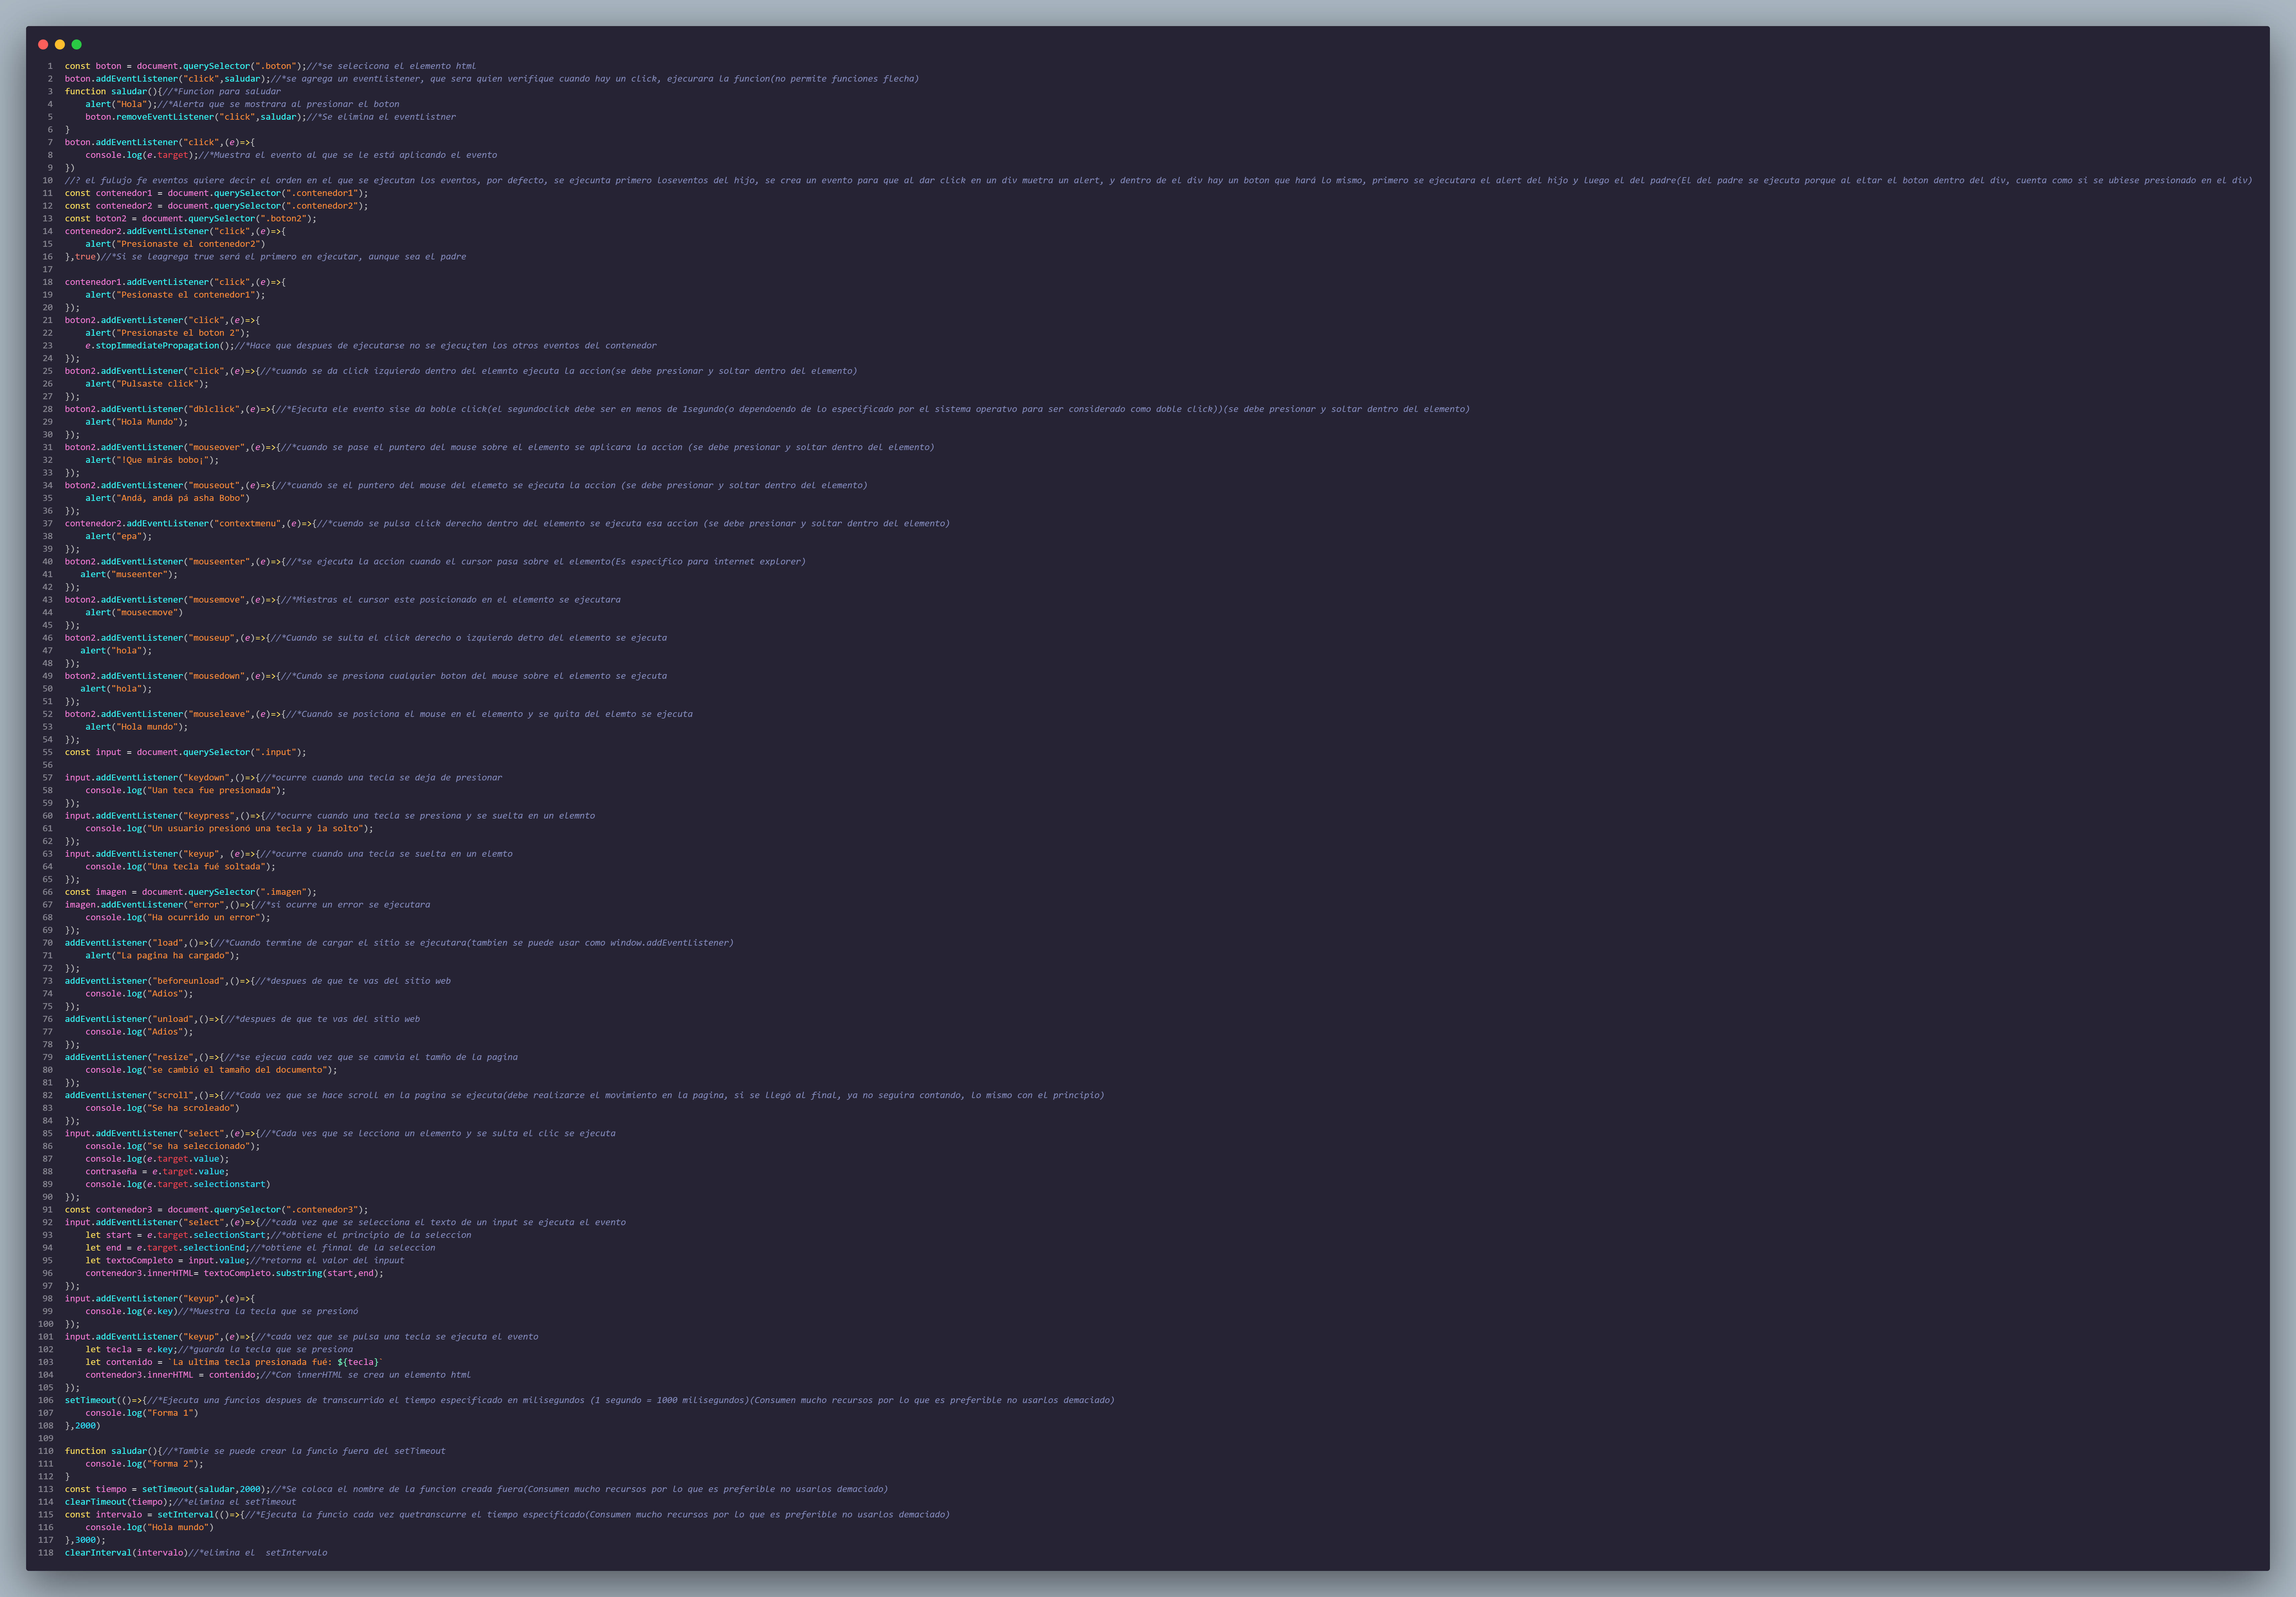 1 const boton = document.querySelector(".boton");//*se selecicona el elemento html
2 boton.addEventListener("click",saludar);//*se agrega un eventListener, que sera quien verifique cuando hay un click, ejecurara la funcion(no permite funciones flecha)
3 function saludar(){//*Funcion para saludar
4     alert("Hola");//*Alerta que se mostrara al presionar el boton
5     boton.removeEventListener("click",saludar);//*Se elimina el eventListner
6 }
7 boton.addEventListener("click",(e)=>{
8     console.log(e.target);//*Muestra el evento al que se le está aplicando el evento
9 })
10 //? el fulujo fe eventos quiere decir el orden en el que se ejecutan los eventos, por defecto, se ejecunta primero loseventos del hijo, se crea un evento para que al dar click en un div muetra un alert, y dentro de el div hay un boton que hará lo mismo, primero se ejecutara el alert del hijo y luego el del padre(El del padre se ejecuta porque al eltar el boton dentro del div, cuenta como si se ubiese presionado en el div)
11 const contenedor1 = document.querySelector(".contenedor1");
12 const contenedor2 = document.querySelector(".contenedor2");
13 const boton2 = document.querySelector(".boton2");
14 contenedor2.addEventListener("click",(e)=>{
15     alert("Presionaste el contenedor2")
16 },true)//*Si se leagrega true será el primero en ejecutar, aunque sea el padre
17
18 contenedor1.addEventListener("click",(e)=>{
19     alert("Pesionaste el contenedor1");
20 });
21 boton2.addEventListener("click",(e)=>{
22     alert("Presionaste el boton 2");
23     e.stopImmediatePropagation();//*Hace que despues de ejecutarse no se ejecu¿ten los otros eventos del contenedor
24 });
25 boton2.addEventListener("click",(e)=>{//*cuando se da click izquierdo dentro del elemnto ejecuta la accion(se debe presionar y soltar dentro del elemento)
26     alert("Pulsaste click");
27 });
28 boton2.addEventListener("dblclick",(e)=>{//*Ejecuta ele evento sise da boble click(el segundoclick debe ser en menos de 1segundo(o dependoendo de lo especificado por el sistema operatvo para ser considerado como doble click))(se debe presionar y soltar dentro del elemento)
29     alert("Hola Mundo");
30 });
31 boton2.addEventListener("mouseover",(e)=>{//*cuando se pase el puntero del mouse sobre el elemento se aplicara la accion (se debe presionar y soltar dentro del elemento)
32     alert("!Que mirás bobo¡");
33 });
34 boton2.addEventListener("mouseout",(e)=>{//*cuando se el puntero del mouse del elemeto se ejecuta la accion (se debe presionar y soltar dentro del elemento)
35     alert("Andá, andá pá asha Bobo")
36 });
37 contenedor2.addEventListener("contextmenu",(e)=>{//*cuendo se pulsa click derecho dentro del elemento se ejecuta esa accion (se debe presionar y soltar dentro del elemento)
38     alert("epa");
39 });
40 boton2.addEventListener("mouseenter",(e)=>{//*se ejecuta la accion cuando el cursor pasa sobre el elemento(Es especifico para internet explorer)
41    alert("museenter");
42 });
43 boton2.addEventListener("mousemove",(e)=>{//*Miestras el cursor este posicionado en el elemento se ejecutara
44     alert("mousecmove")
45 });
46 boton2.addEventListener("mouseup",(e)=>{//*Cuando se sulta el click derecho o izquierdo detro del elemento se ejecuta
47    alert("hola");
48 });
49 boton2.addEventListener("mousedown",(e)=>{//*Cundo se presiona cualquier boton del mouse sobre el elemento se ejecuta
50    alert("hola");
51 });
52 boton2.addEventListener("mouseleave",(e)=>{//*Cuando se posiciona el mouse en el elemento y se quita del elemto se ejecuta
53     alert("Hola mundo");
54 });
55 const input = document.querySelector(".input");
56
57 input.addEventListener("keydown",()=>{//*ocurre cuando una tecla se deja de presionar
58     console.log("Uan teca fue presionada");
59 });
60 input.addEventListener("keypress",()=>{//*ocurre cuando una tecla se presiona y se suelta en un elemnto
61     console.log("Un usuario presionó una tecla y la solto");
62 });
63 input.addEventListener("keyup", (e)=>{//*ocurre cuando una tecla se suelta en un elemto
64     console.log("Una tecla fué soltada");
65 });
66 const imagen = document.querySelector(".imagen");
67 imagen.addEventListener("error",()=>{//*si ocurre un error se ejecutara
68     console.log("Ha ocurrido un error");
69 });
70 addEventListener("load",()=>{//*Cuando termine de cargar el sitio se ejecutara(tambien se puede usar como window.addEventListener)
71     alert("La pagina ha cargado");
72 });
73 addEventListener("beforeunload",()=>{//*despues de que te vas del sitio web
74     console.log("Adios");
75 });
76 addEventListener("unload",()=>{//*despues de que te vas del sitio web
77     console.log("Adios");
78 });
79 addEventListener("resize",()=>{//*se ejecua cada vez que se camvia el tamño de la pagina
80     console.log("se cambió el tamaño del documento");
81 });
82 addEventListener("scroll",()=>{//*Cada vez que se hace scroll en la pagina se ejecuta(debe realizarze el movimiento en la pagina, si se llegó al final, ya no seguira contando, lo mismo con el principio)
83     console.log("Se ha scroleado")
84 });
85 input.addEventListener("select",(e)=>{//*Cada ves que se lecciona un elemento y se sulta el clic se ejecuta
86     console.log("se ha seleccionado");
87     console.log(e.target.value);
88     contraseña = e.target.value;
89     console.log(e.target.selectionstart)
90 });
91 const contenedor3 = document.querySelector(".contenedor3");
92 input.addEventListener("select",(e)=>{//*cada vez que se selecciona el texto de un input se ejecuta el evento
93     let start = e.target.selectionStart;//*obtiene el principio de la seleccion
94     let end = e.target.selectionEnd;//*obtiene el finnal de la seleccion
95     let textoCompleto = input.value;//*retorna el valor del inpuut
96     contenedor3.innerHTML= textoCompleto.substring(start,end);
97 });
98 input.addEventListener("keyup",(e)=>{
99     console.log(e.key)//*Muestra la tecla que se presionó
100 });
101 input.addEventListener("keyup",(e)=>{//*cada vez que se pulsa una tecla se ejecuta el evento
102     let tecla = e.key;//*guarda la tecla que se presiona
103     let contenido = `La ultima tecla presionada fué: ${tecla}`
104     contenedor3.innerHTML = contenido;//*Con innerHTML se crea un elemento html
105 });
106 setTimeout(()=>{//*Ejecuta una funcios despues de transcurrido el tiempo especificado en milisegundos (1 segundo = 1000 milisegundos)(Consumen mucho recursos por lo que es preferible no usarlos demaciado)
107     console.log("Forma 1")
108 },2000)
109
110 function saludar(){//*Tambie se puede crear la funcio fuera del setTimeout
111     console.log("forma 2");
112 }
113 const tiempo = setTimeout(saludar,2000);//*Se coloca el nombre de la funcion creada fuera(Consumen mucho recursos por lo que es preferible no usarlos demaciado)
114 clearTimeout(tiempo);//*elimina el setTimeout
115 const intervalo = setInterval(()=>{//*Ejecuta la funcio cada vez quetranscurre el tiempo especificado(Consumen mucho recursos por lo que es preferible no usarlos demaciado)
116     console.log("Hola mundo")
117 },3000);
118 clearInterval(intervalo)//*elimina el  setIntervalo